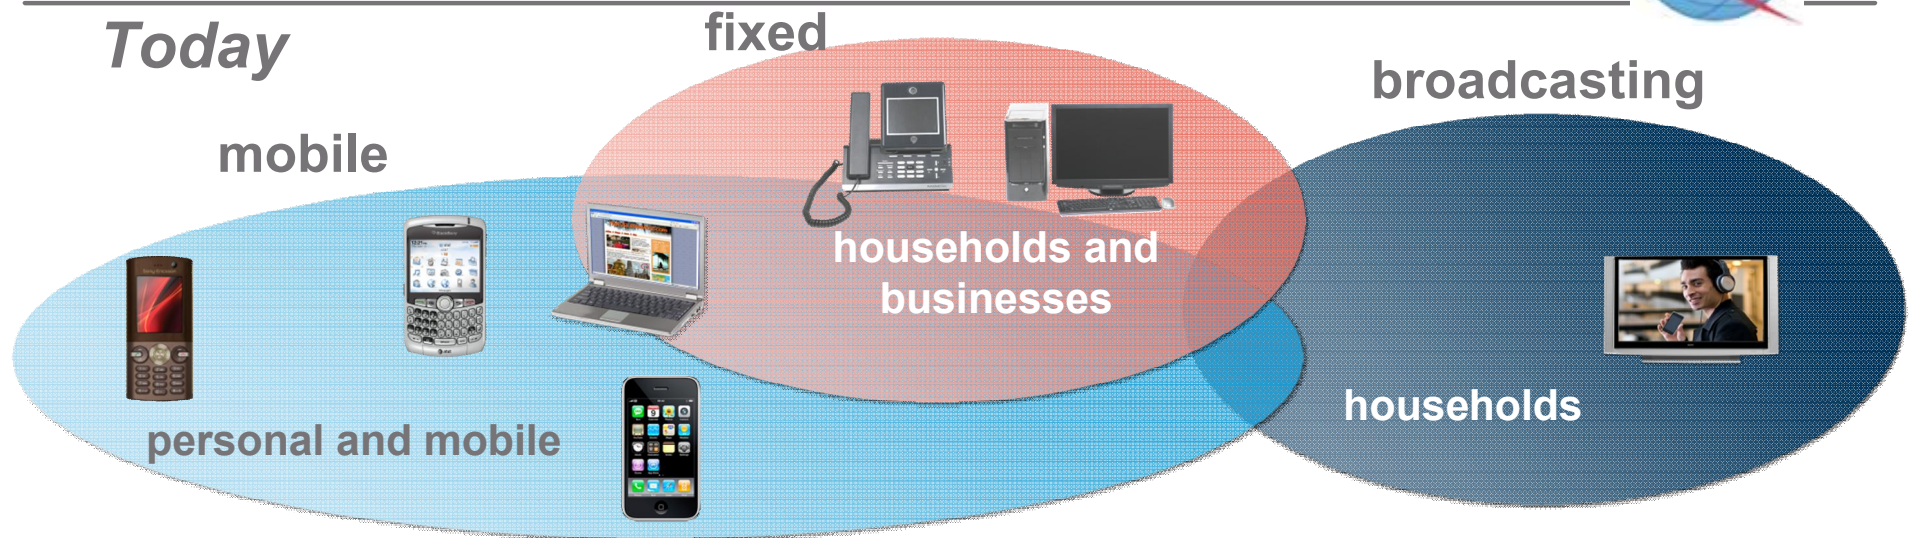 Today
fixed
broadcasting
mobile
households and
businesses
households
personal and mobile